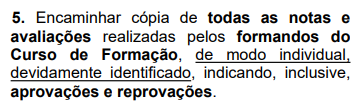 5. Encaminhar cópia de todas as notas e
avaliações realizadas pelos formandos do
Curso de Formação, de modo individual,
devidamente identificado, indicando, inclusive,
aprovações e reprovações.